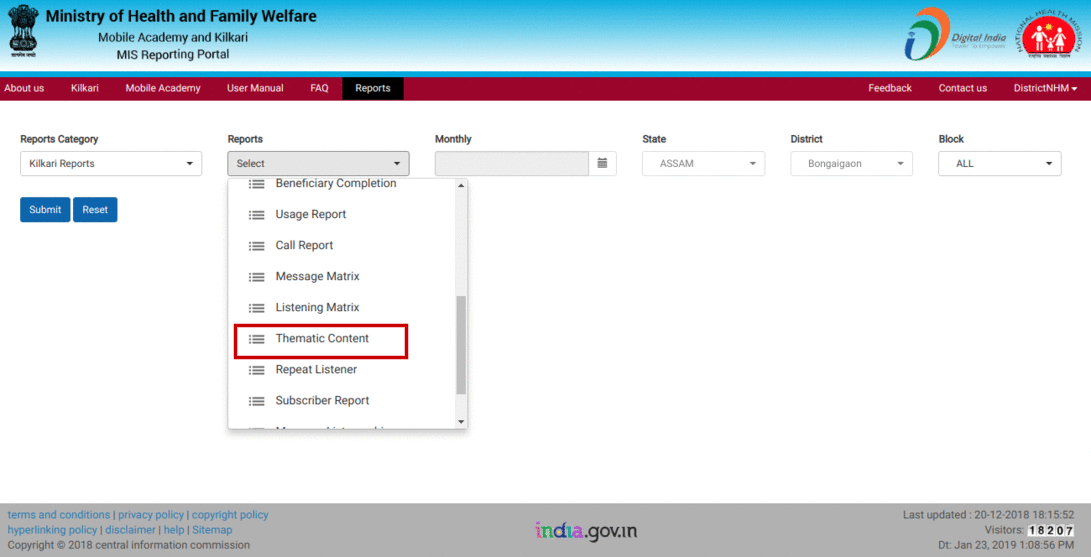 Ministry of Health and Family Welfare
Mobile Academy and Kilkari
MIS Reporting Portal
Digital India
Power To Empower
NATIONAL HEALTH MISSION
About us Kilkari Mobile Academy User Manual FAQ Reports Feedback Contact us DistrictNHM
Reports Category Reports Monthly State District Block
Kilkari Reports Select ASSAM Bongaigaon ALL
Submit Reset
Beneficiary Completion
Usage Report
Call Report
Message Matrix
Listening Matrix
Thematic Content
Repeat Listener
Subscriber Report
terms and conditions | privacy policy | copyright policy
hyperlinking policy | disclaimer | help | Sitemap
Copyright © 2018 central information commission
india.gov.in
Last updated : 20-12-2018 18:15:52
Visitors: 18207
Dt: Jan 23, 2019 1:08:56 PM